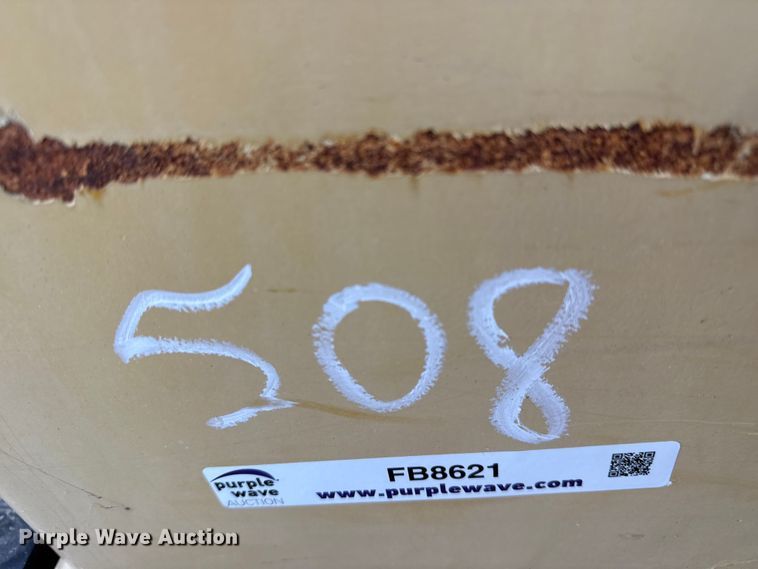 508
FB8621
purple wave AUCTION
www.purplewave.com
Purple Wave Auction